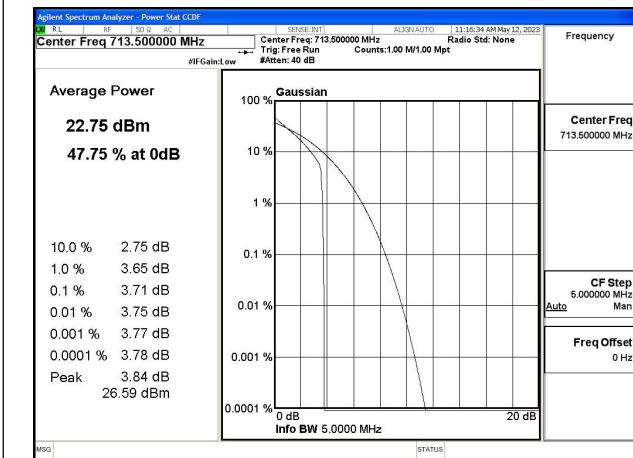 Agilent Spectrum Analyzer - Power Stat CCDF
RL RF 50 Ω AC SENSE:INT ALIGN AUTO 11:16:34 AM May 12, 2023
Center Freq 713.500000 MHz
Center Freq: 713.500000 MHz Radio Std: None
Trig: Free Run Counts:1.00 M/1.00 Mpt
#IFGain:Low #Atten: 40 dB
Frequency
Average Power
22.75 dBm
47.75 % at 0dB
10.0 % 2.75 dB
1.0 % 3.65 dB
0.1 % 3.71 dB
0.01 % 3.75 dB
0.001 % 3.77 dB
0.0001 % 3.78 dB
Peak 3.84 dB
26.59 dBm
Gaussian
100 %
10 %
1 %
0.1 %
0.01 %
0.001 %
0.0001 %
0 dB 20 dB
Info BW 5.0000 MHz
Center Freq
713.500000 MHz
CF Step
5.000000 MHz
Auto Man
Freq Offset
0 Hz
MSG STATUS